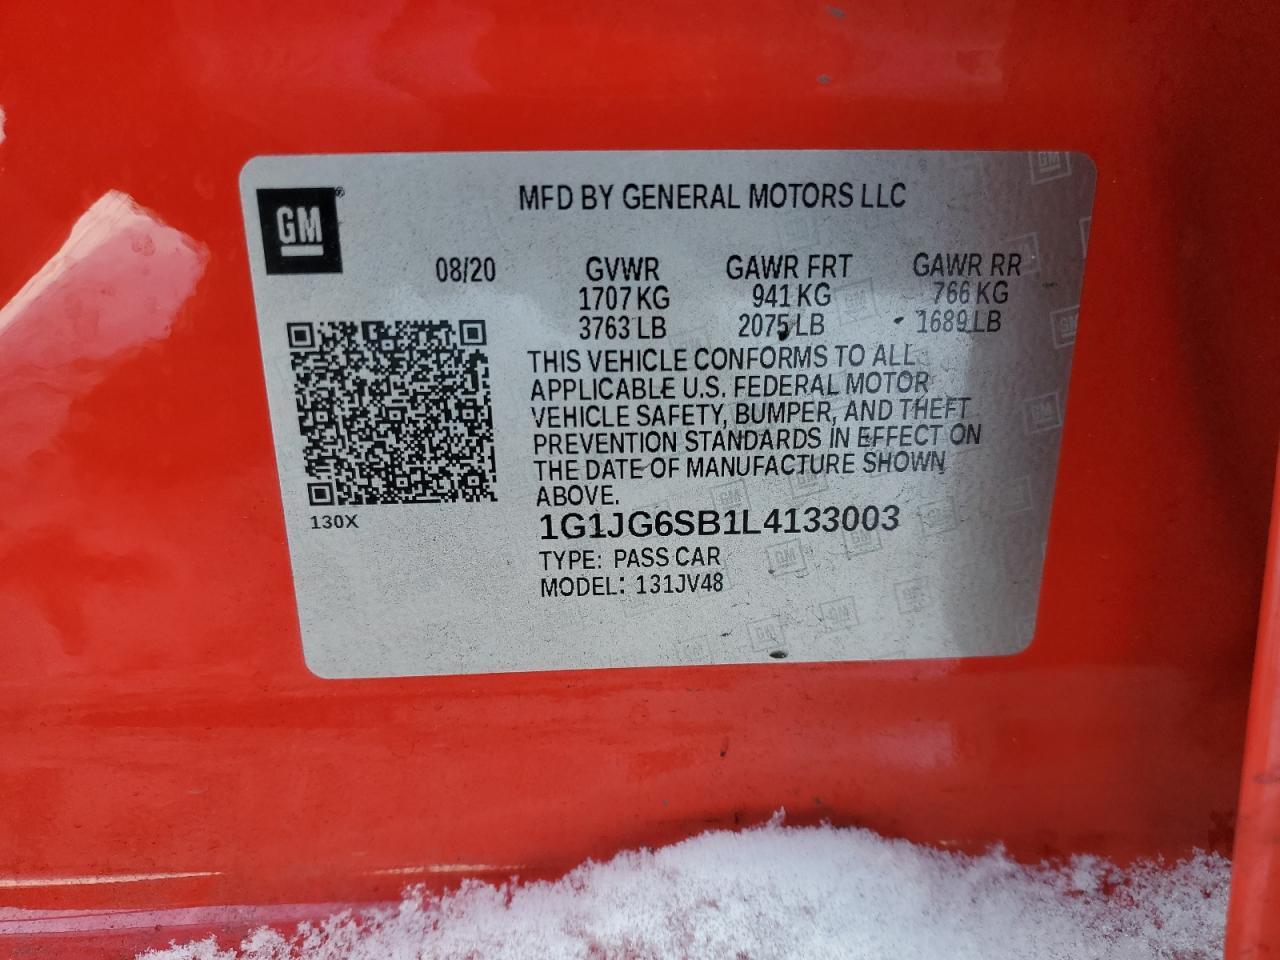 MFD BY GENERAL MOTORS LLC
GM ®
08/20 GVWR GAWR FRT GAWR RR
1707 KG 941 KG 766 KG
3763 LB 2075 LB 1689 LB
THIS VEHICLE CONFORMS TO ALL
APPLICABLE U.S. FEDERAL MOTOR
VEHICLE SAFETY, BUMPER, AND THEFT
PREVENTION STANDARDS IN EFFECT ON
THE DATE OF MANUFACTURE SHOWN
ABOVE.
130X
1G1JG6SB1L4133003
TYPE: PASS CAR
MODEL: 131JV48